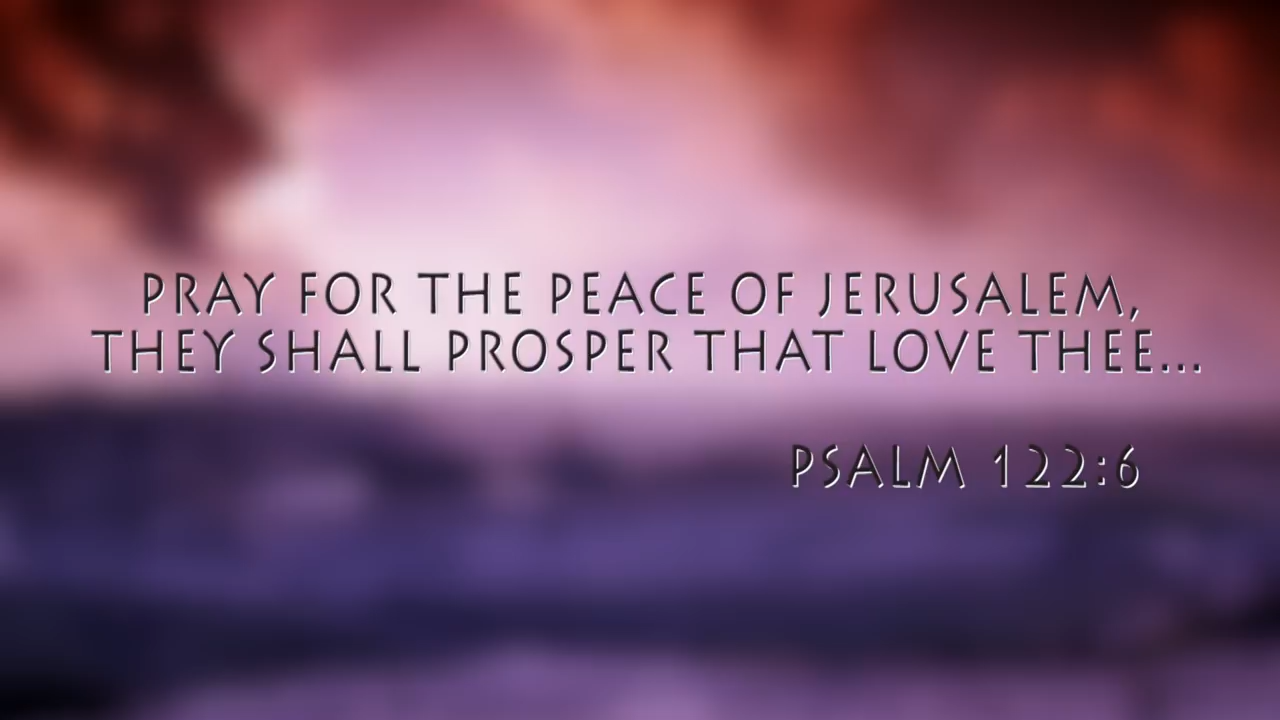 PRAY FOR THE PEACE OF JERUSALEM,
THEY SHALL PROSPER THAT LOVE THEE...
PSALM 122:6